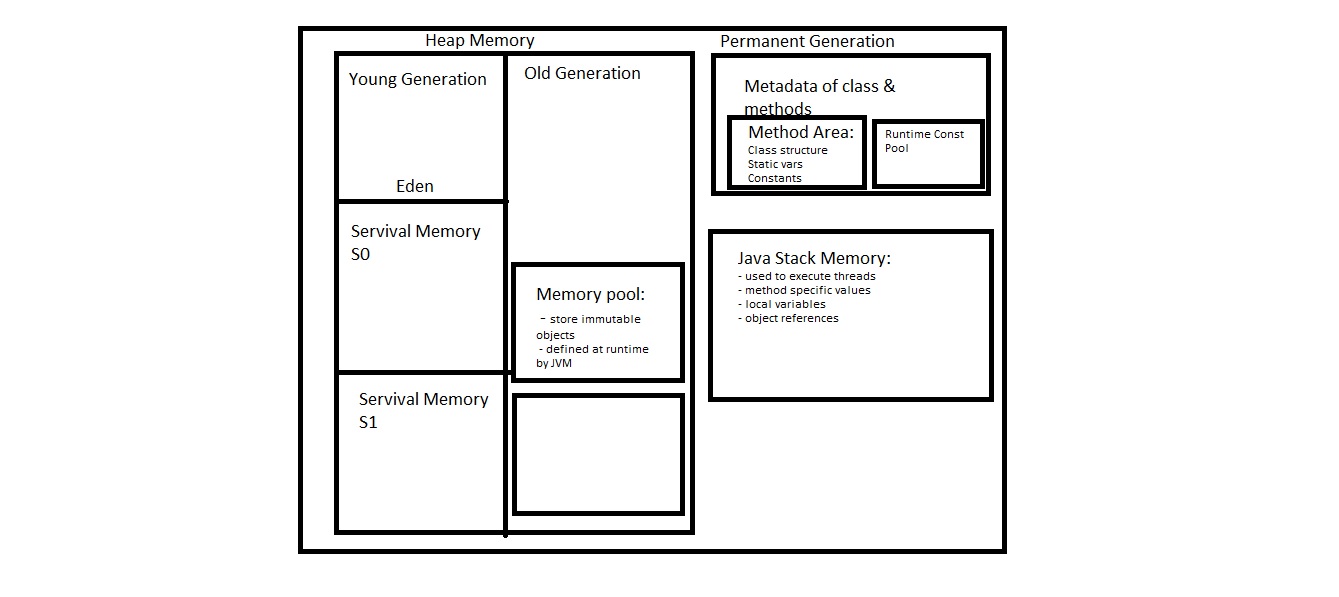 Heap Memory
Permanent Generation
Young Generation
Eden
Servival Memory
S0
Servival Memory
S1
Old Generation
Memory pool:
- store immutable
objects
- defined at runtime
by JVM
Metadata of class &
methods
Method Area:
Class structure
Static vars
Constants
Runtime Const
Pool
Java Stack Memory:
- used to execute threads
- method specific values
- local variables
- object references